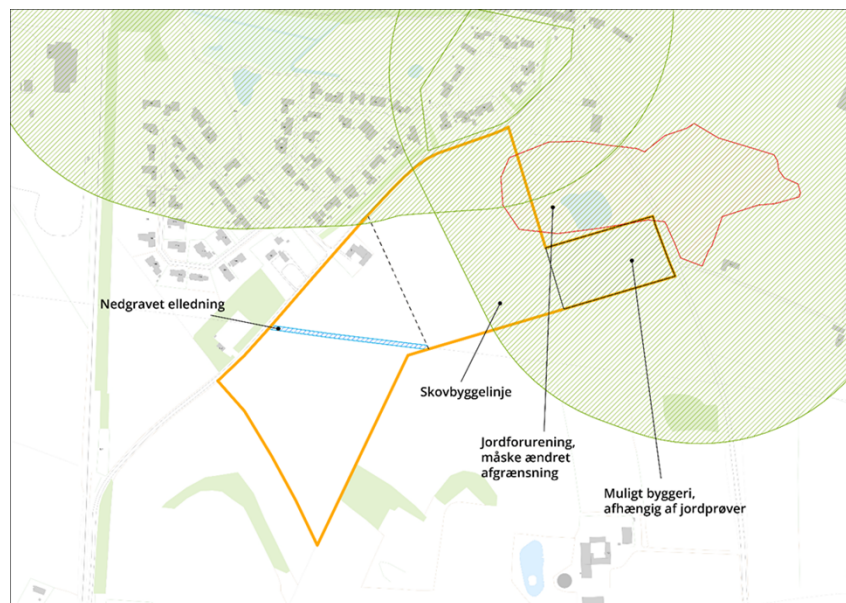 Nedgravet elledning
Skovbyggelinje
Jordforurening,
måske ændret
afgrænsning
Muligt byggeri,
afhængig af jordprøver